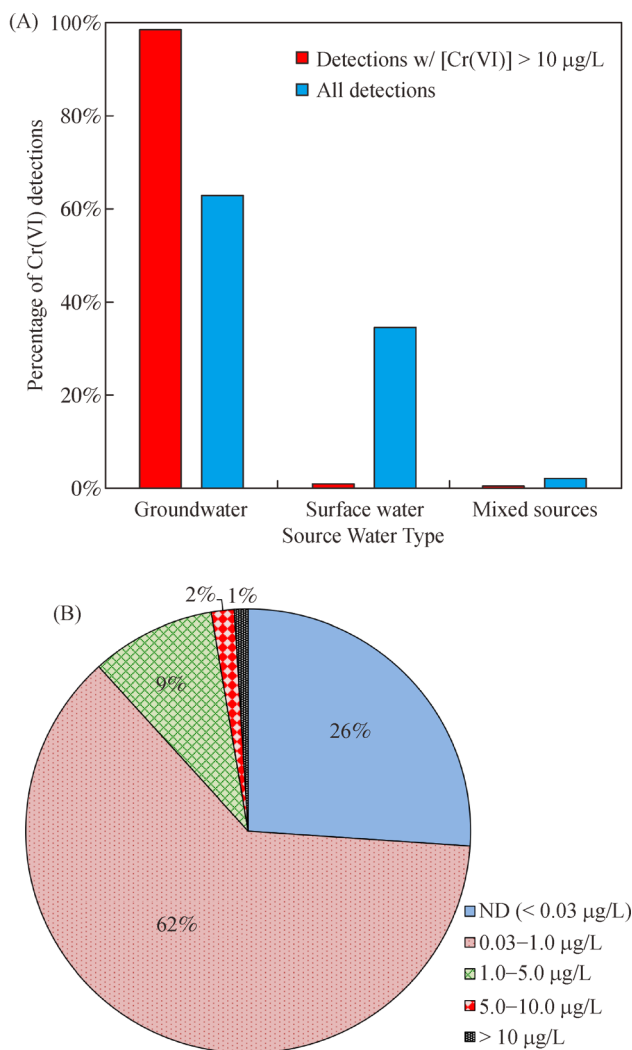 (A)
100%
80%
60%
40%
20%
0%
Percentage of Cr(VI) detections
Detections w/ [Cr(VI)] > 10 μg/L
All detections
Groundwater
Surface water
Mixed sources
Source Water Type
(B)
2%
1%
9%
26%
62%
ND (< 0.03 μg/L)
0.03−1.0 μg/L
1.0−5.0 μg/L
5.0−10.0 μg/L
> 10 μg/L